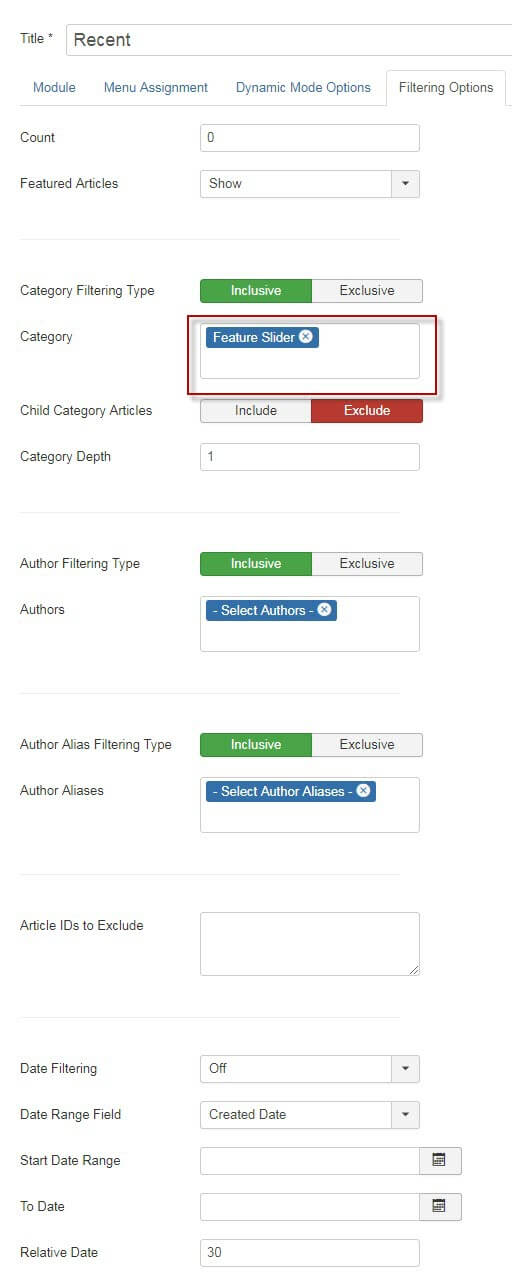 Title * Recent
Module Menu Assignment Dynamic Mode Options Filtering Options
Count 0
Featured Articles Show
Category Filtering Type Inclusive Exclusive
Category Feature Slider
Child Category Articles Include Exclude
Category Depth 1
Author Filtering Type Inclusive Exclusive
Authors - Select Authors -
Author Alias Filtering Type Inclusive Exclusive
Author Aliases - Select Author Aliases -
Article IDs to Exclude
Date Filtering Off
Date Range Field Created Date
Start Date Range
To Date
Relative Date 30